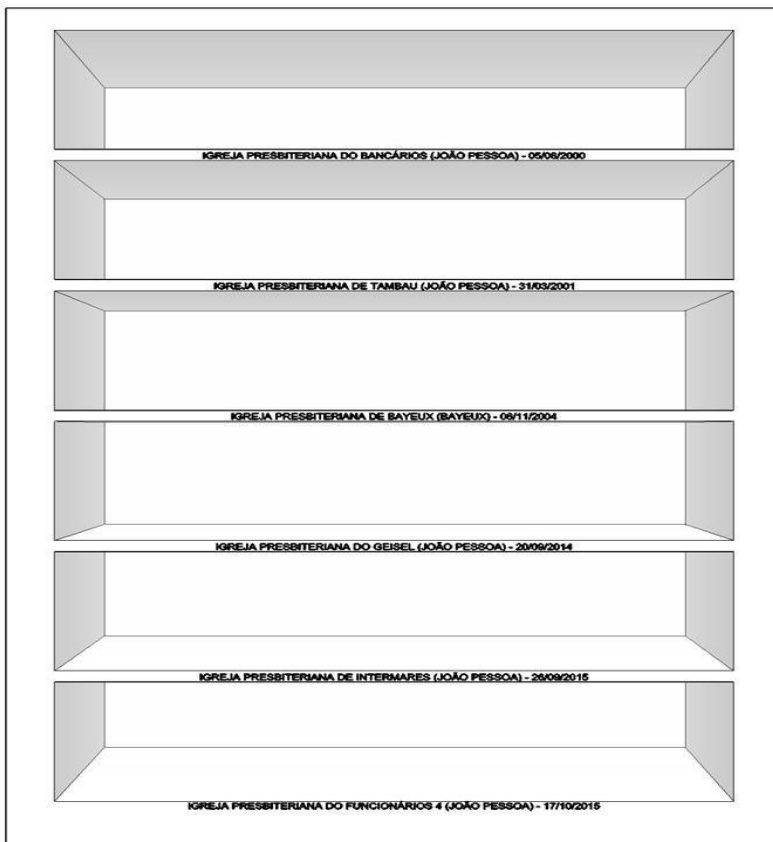 IGREJA PRESBITERIANA DO BANCÁRIOS (JOÃO PESSOA) - 05/08/2000
IGREJA PRESBITERIANA DE TAMBAU (JOÃO PESSOA) - 31/03/2001
IGREJA PRESBITERIANA DE BAYEUX (BAYEUX) - 06/11/2004
IGREJA PRESBITERIANA DO GEISEL (JOÃO PESSOA) - 20/09/2014
IGREJA PRESBITERIANA DE INTERMARES (JOÃO PESSOA) - 26/09/2015
IGREJA PRESBITERIANA DO FUNCIONÁRIOS 4 (JOÃO PESSOA) - 17/10/2015